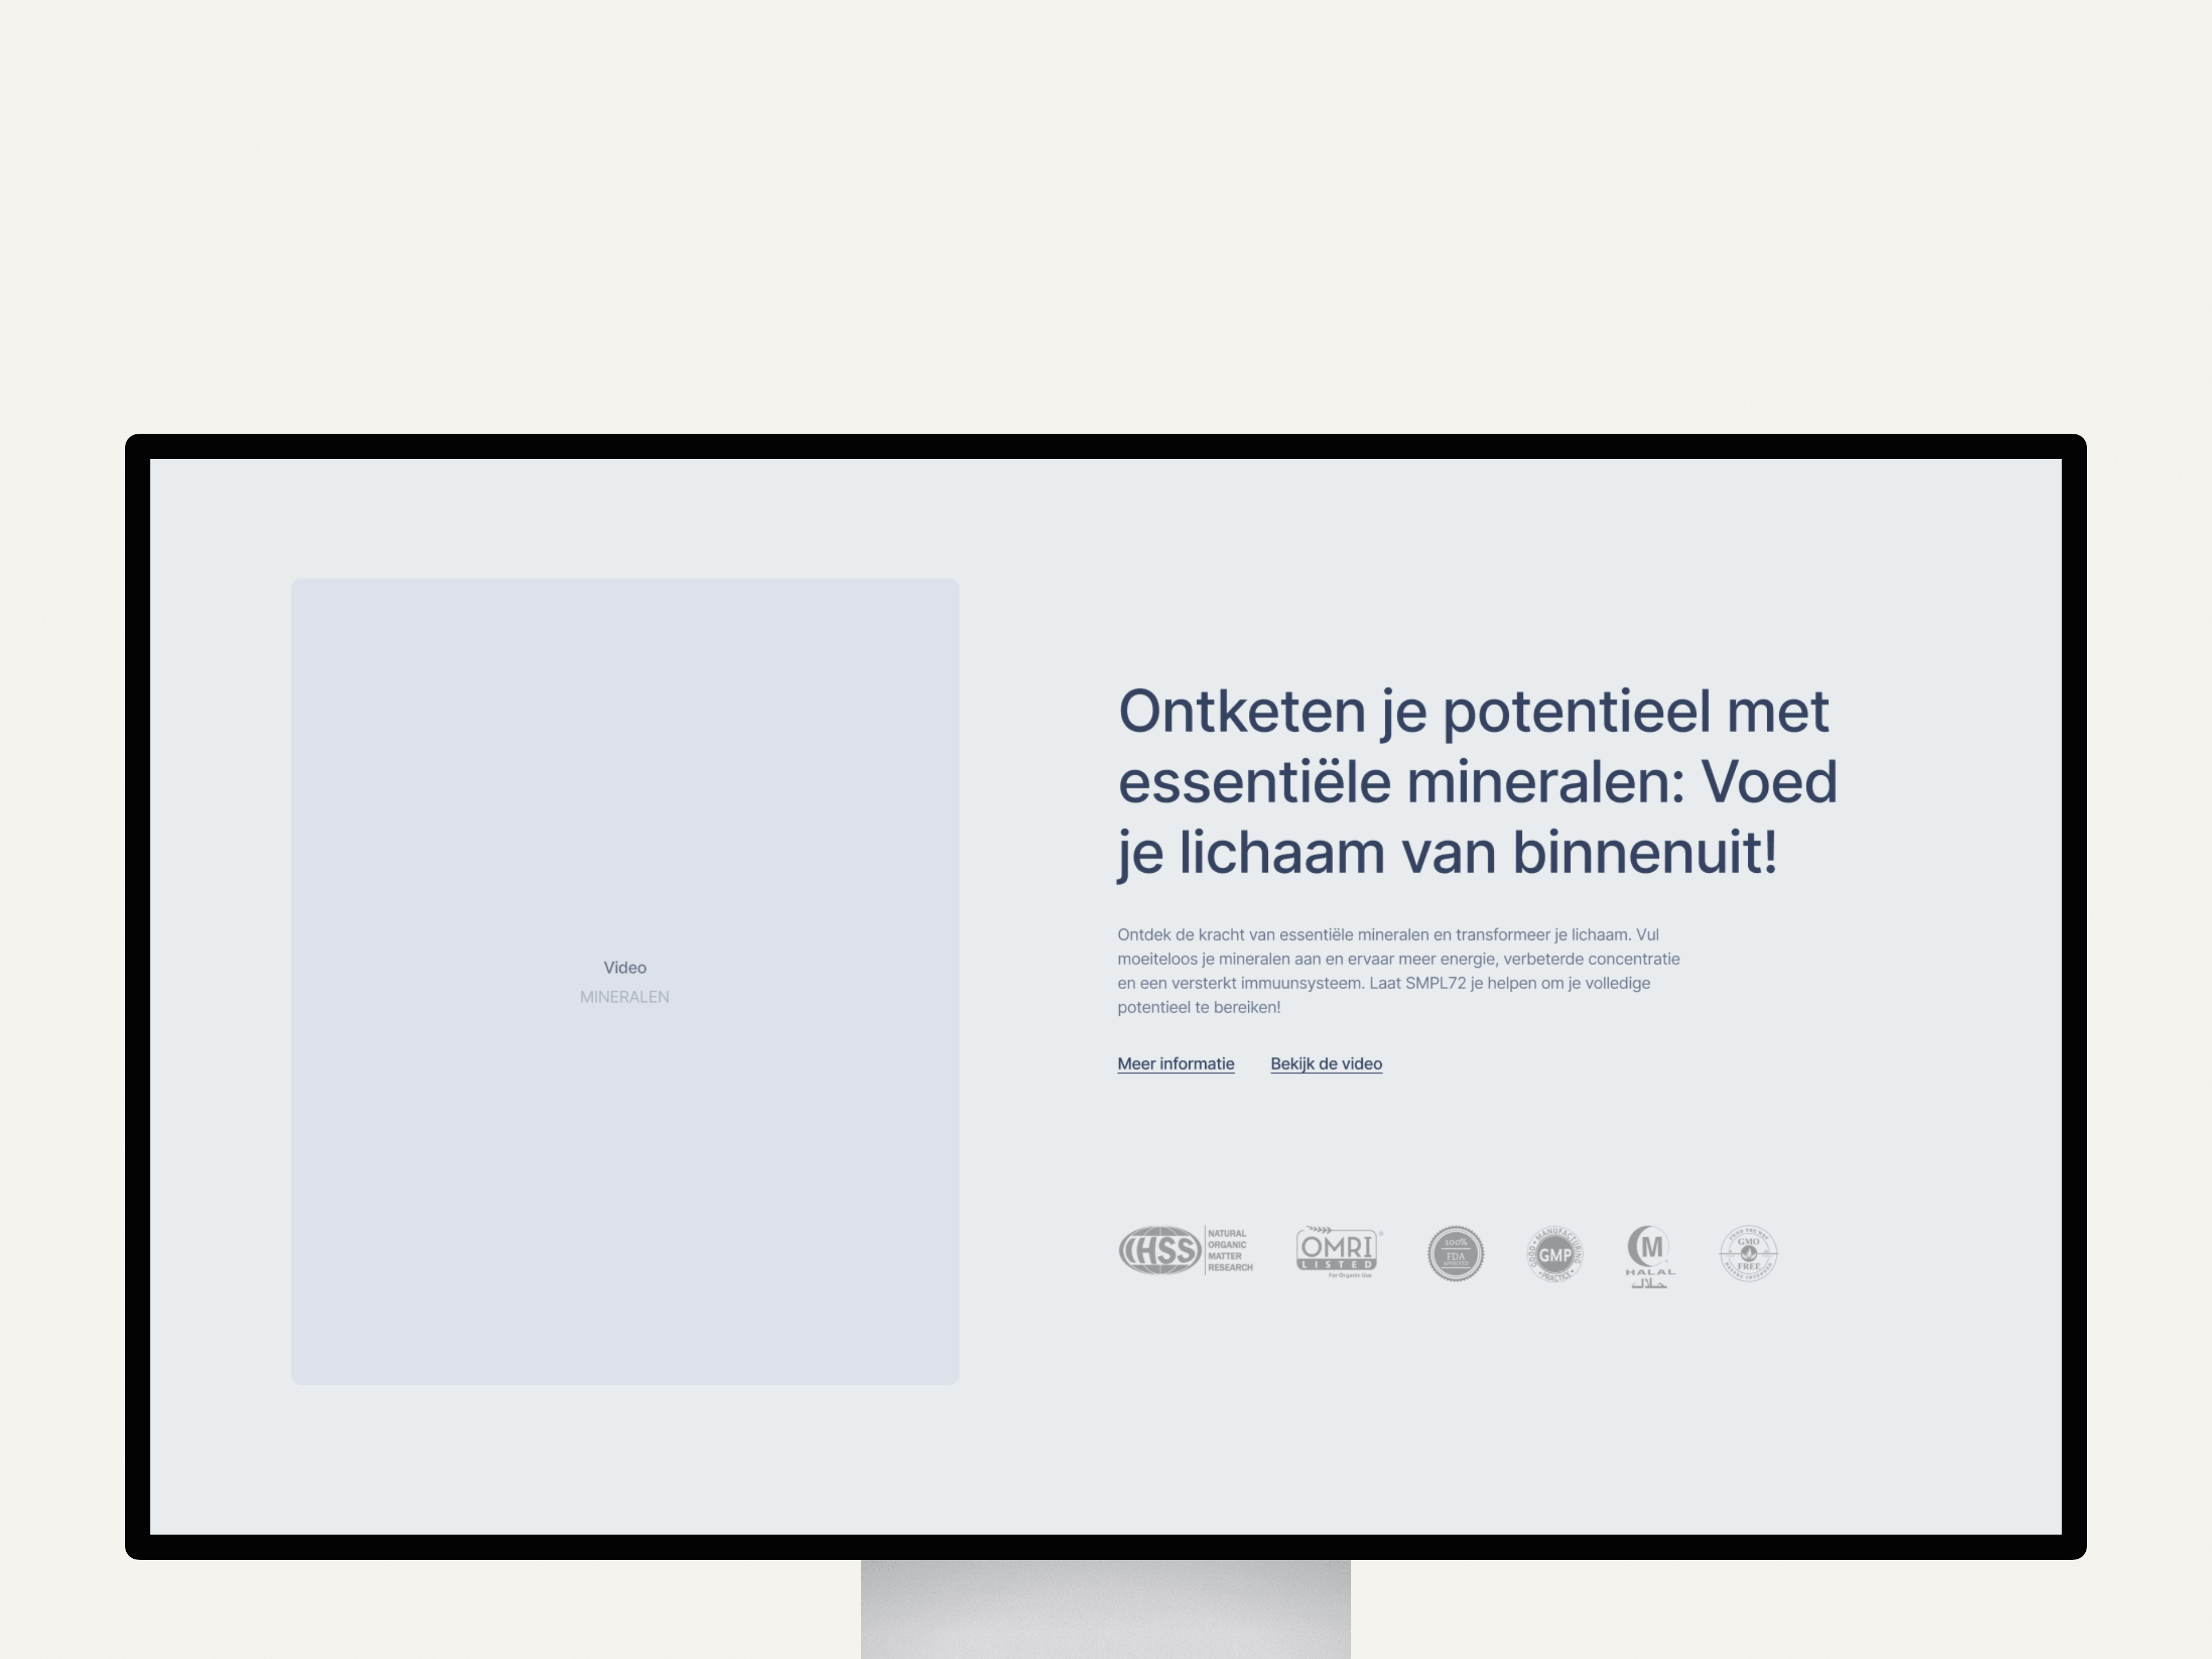 Video
MINERALEN
Ontketen je potentieel met
essentiële mineralen: Voed
je lichaam van binnenuit!
Ontdek de kracht van essentiële mineralen en transformeer je lichaam. Vul
moeiteloos je mineralen aan en ervaar meer energie, verbeterde concentratie
en een versterkt immuunsysteem. Laat SMPL72 je helpen om je volledige
potentieel te bereiken!
Meer informatie Bekijk de video
IHSS
NATURAL
ORGANIC
MATTER
RESEARCH
OMRI
LISTED
For Organic Use
100%
FDA
APPROVED
GOOD MANUFACTURING
GMP
PRACTICE
M
HALAL
حلال
GMO
FREE